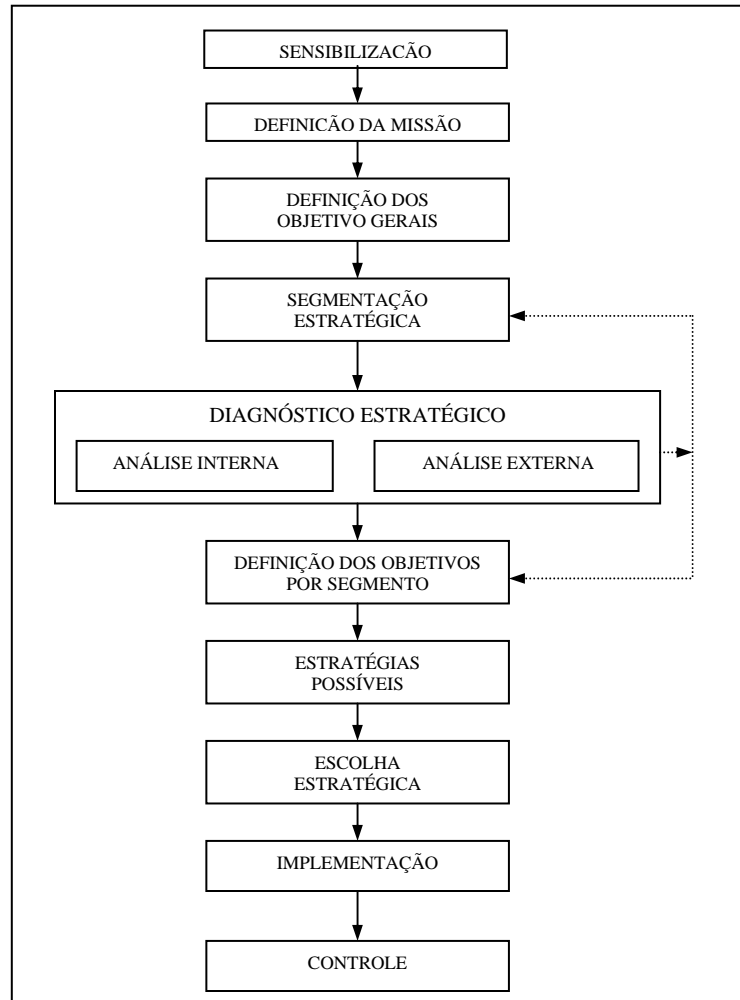 SENSIBILIZACÃO
DEFINICÃO DA MISSÃO
DEFINIÇÃO DOS
OBJETIVO GERAIS
SEGMENTAÇÃO
ESTRATÉGICA
DIAGNÓSTICO ESTRATÉGICO
ANÁLISE INTERNA
ANÁLISE EXTERNA
DEFINIÇÃO DOS OBJETIVOS
POR SEGMENTO
ESTRATÉGIAS
POSSÍVEIS
ESCOLHA
ESTRATÉGICA
IMPLEMENTAÇÃO
CONTROLE